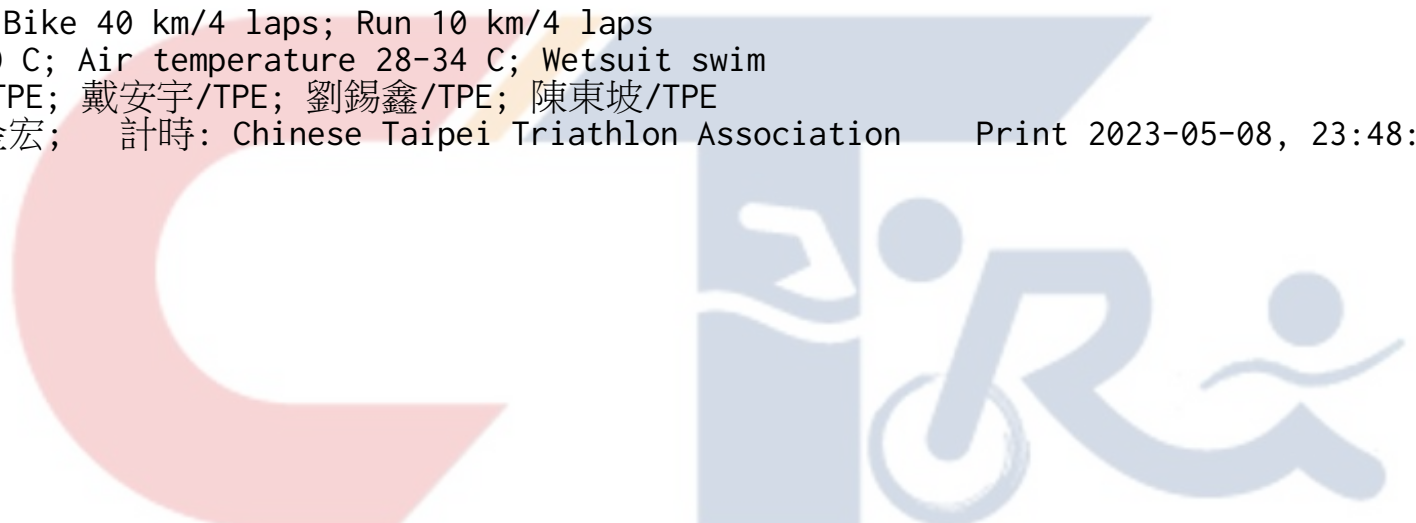 Bike 40 km/4 laps; Run 10 km/4 laps
C; Air temperature 28-34 C; Wetsuit swim
TPE; 戴安宇/TPE; 劉錫鑫/TPE; 陳東坡/TPE
宏; 計時: Chinese Taipei Triathlon Association Print 2023-05-08, 23:48: